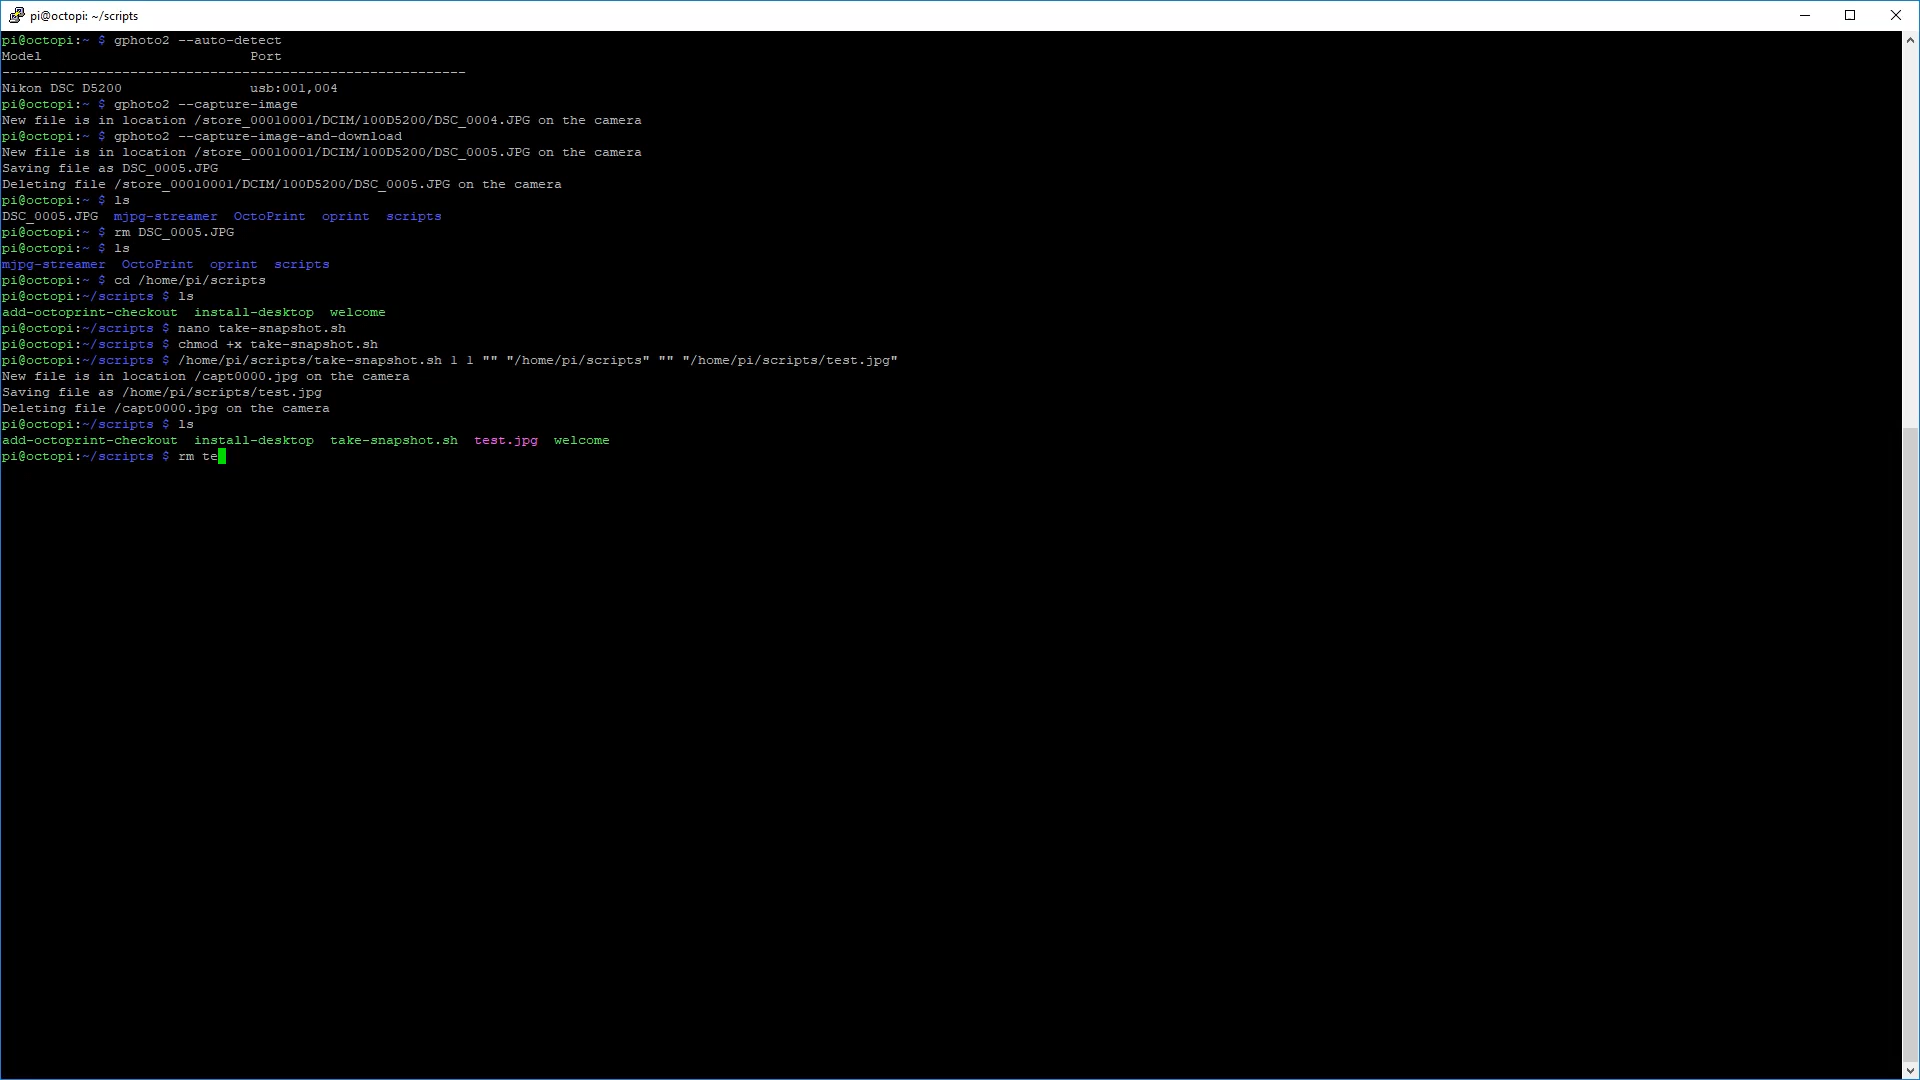 pi@octopi: ~/scripts
pi@octopi:~ $ gphoto2 --auto-detect
Model                          Port
----------------------------------------------------------
Nikon DSC D5200                usb:001,004
pi@octopi:~ $ gphoto2 --capture-image
New file is in location /store_00010001/DCIM/100D5200/DSC_0004.JPG on the camera
pi@octopi:~ $ gphoto2 --capture-image-and-download
New file is in location /store_00010001/DCIM/100D5200/DSC_0005.JPG on the camera
Saving file as DSC_0005.JPG
Deleting file /store_00010001/DCIM/100D5200/DSC_0005.JPG on the camera
pi@octopi:~ $ ls
DSC_0005.JPG  mjpg-streamer  OctoPrint  oprint  scripts
pi@octopi:~ $ rm DSC_0005.JPG
pi@octopi:~ $ ls
mjpg-streamer  OctoPrint  oprint  scripts
pi@octopi:~ $ cd /home/pi/scripts
pi@octopi:~/scripts $ ls
add-octoprint-checkout  install-desktop  welcome
pi@octopi:~/scripts $ nano take-snapshot.sh
pi@octopi:~/scripts $ chmod +x take-snapshot.sh
pi@octopi:~/scripts $ /home/pi/scripts/take-snapshot.sh 1 1 "" "/home/pi/scripts" "" "/home/pi/scripts/test.jpg"
New file is in location /capt0000.jpg on the camera
Saving file as /home/pi/scripts/test.jpg
Deleting file /capt0000.jpg on the camera
pi@octopi:~/scripts $ ls
add-octoprint-checkout  install-desktop  take-snapshot.sh  test.jpg  welcome
pi@octopi:~/scripts $ rm te